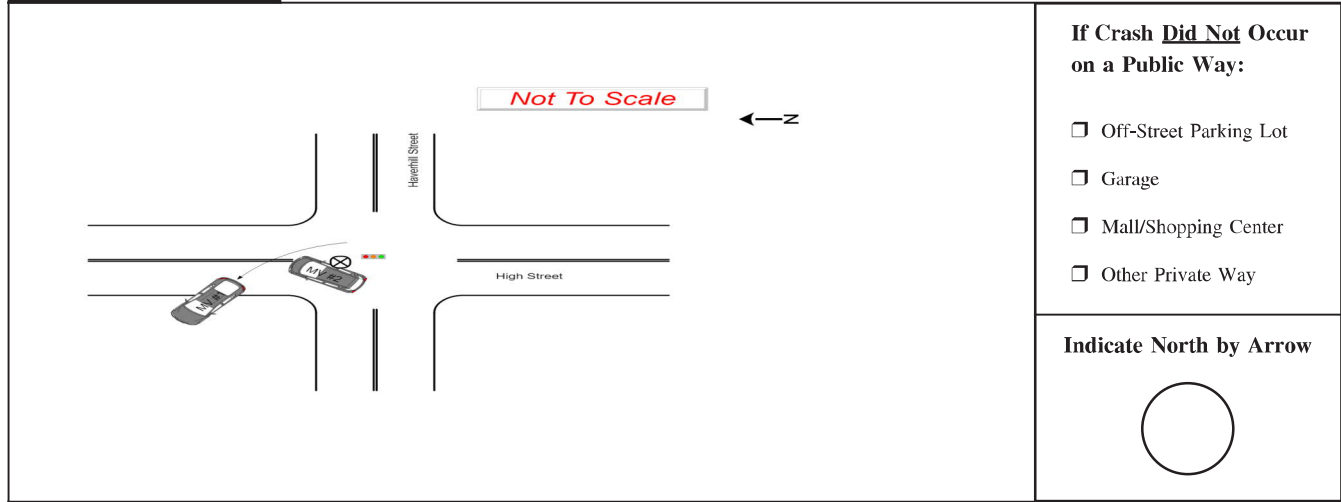 Not To Scale
N
Haverhill Street
High Street
MV #1
MV #2
If Crash Did Not Occur
on a Public Way:
Off-Street Parking Lot
Garage
Mall/Shopping Center
Other Private Way
Indicate North by Arrow